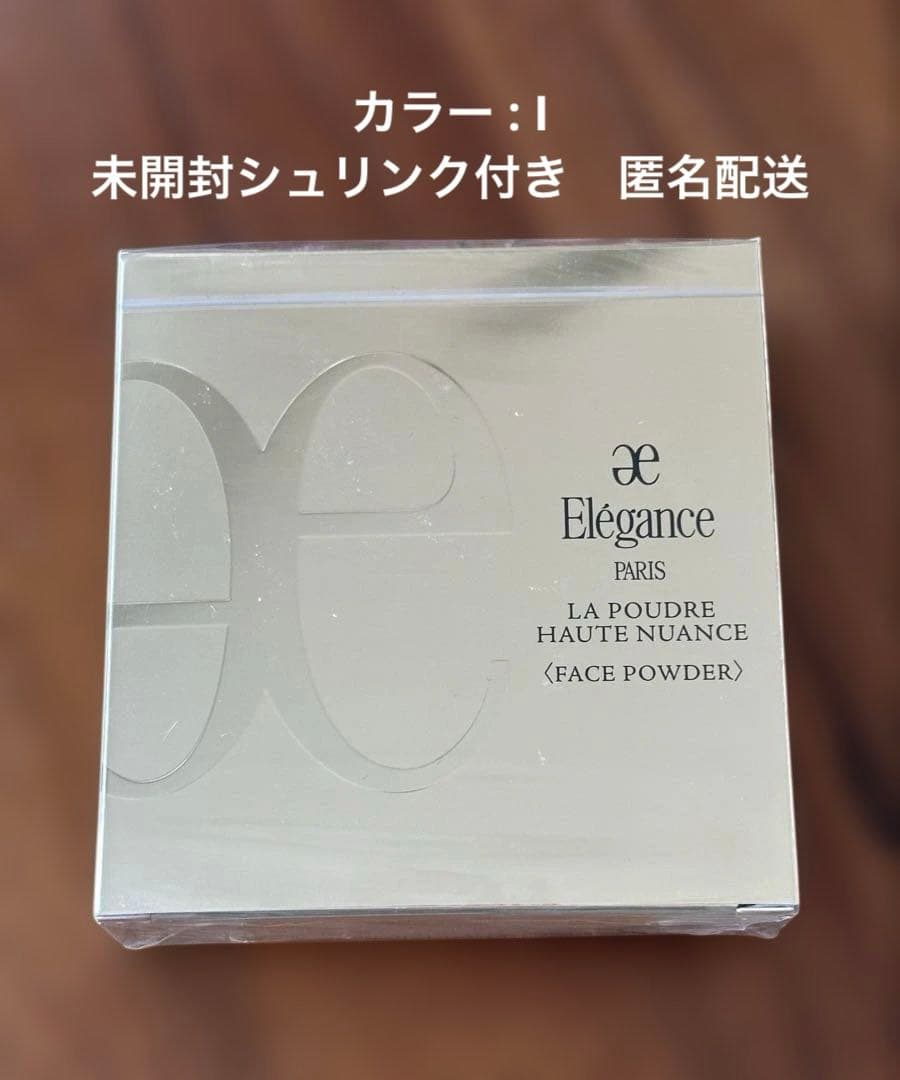 カラー : I
未開封シュリンク付き　匿名配送
æ
Elégance
PARIS
LA POUDRE
HAUTE NUANCE
〈FACE POWDER〉